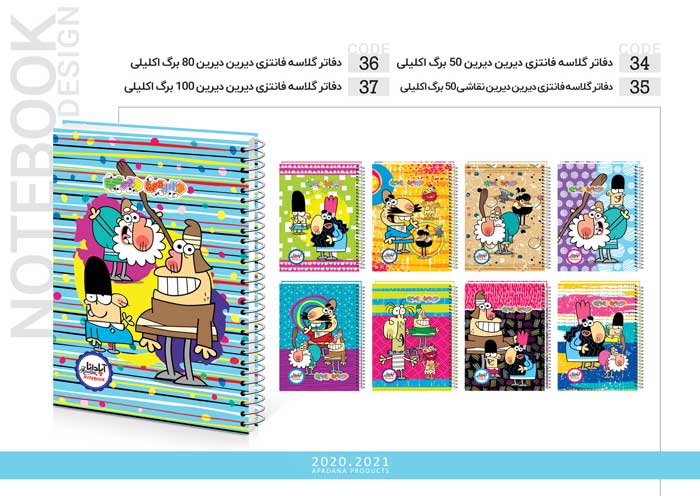 NOTEBOOK
DESIGN
CODE
34 دفاتر گلاسه فانتزی دیرین دیرین 50 برگ اکلیلی
35 دفاتر گلاسه فانتزی دیرین دیرین نقاشی 50 برگ اکلیلی
CODE
36 دفاتر گلاسه فانتزی دیرین دیرین 80 برگ اکلیلی
37 دفاتر گلاسه فانتزی دیرین دیرین 100 برگ اکلیلی
آپادانا
NOTEBOOK
2020.2021
APADANA PRODUCTS